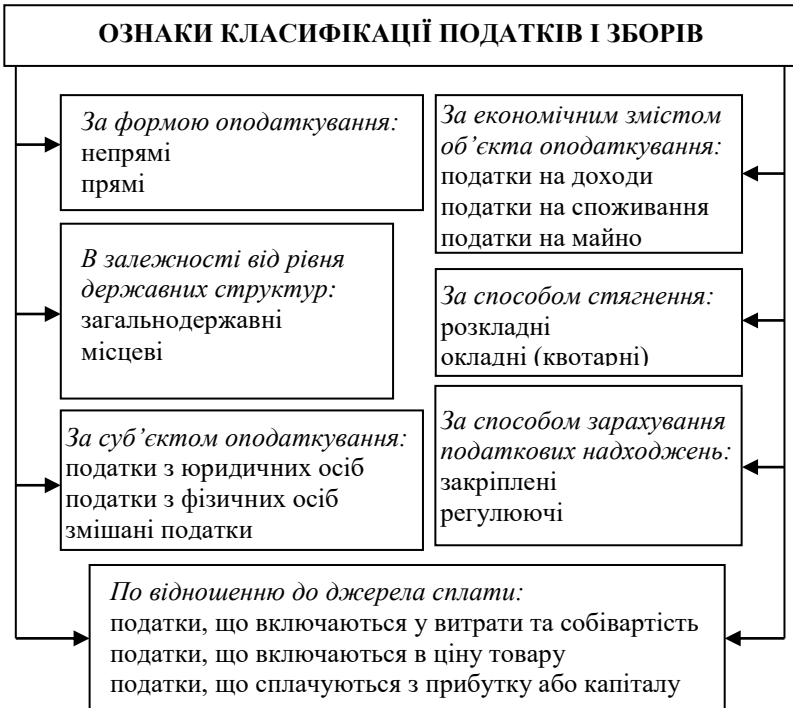 ОЗНАКИ КЛАСИФІКАЦІЇ ПОДАТКІВ І ЗБОРІВ
За формою оподаткування:
непрямі
прямі
В залежності від рівня
державних структур:
загальнодержавні
місцеві
За суб’єктом оподаткування:
податки з юридичних осіб
податки з фізичних осіб
змішані податки
За економічним змістом
об’єкта оподаткування:
податки на доходи
податки на споживання
податки на майно
За способом стягнення:
розкладні
окладні (квотарні)
За способом зарахування
податкових надходжень:
закріплені
регулюючі
По відношенню до джерела сплати:
податки, що включаються у витрати та собівартість
податки, що включаються в ціну товару
податки, що сплачуються з прибутку або капіталу